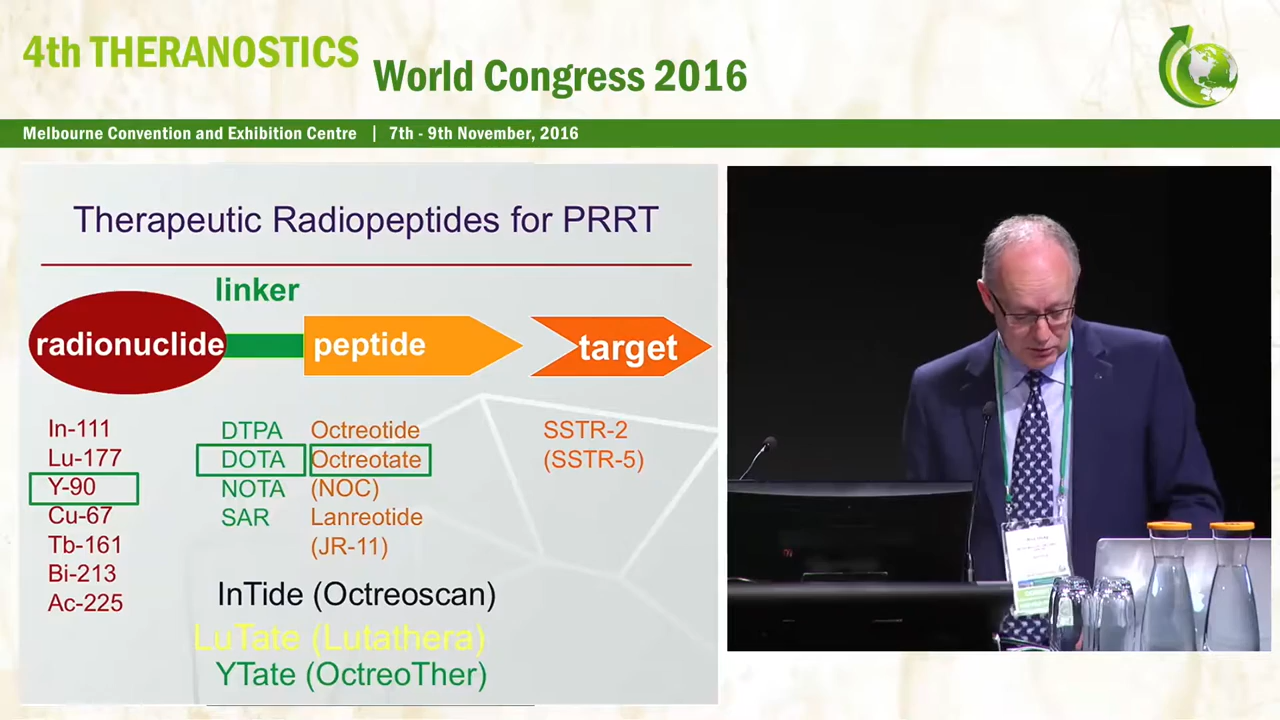 4th THERANOSTICS
World Congress 2016
Melbourne Convention and Exhibition Centre | 7th - 9th November, 2016
Therapeutic Radiopeptides for PRRT
linker
radionuclide
peptide
target
In-111
Lu-177
Y-90
Cu-67
Tb-161
Bi-213
Ac-225
DTPA
DOTA
NOTA
SAR
Octreotide
Octreotate
(NOC)
Lanreotide
(JR-11)
SSTR-2
(SSTR-5)
InTide (Octreoscan)
LuTate (Lutathera)
YTate (OctreoTher)